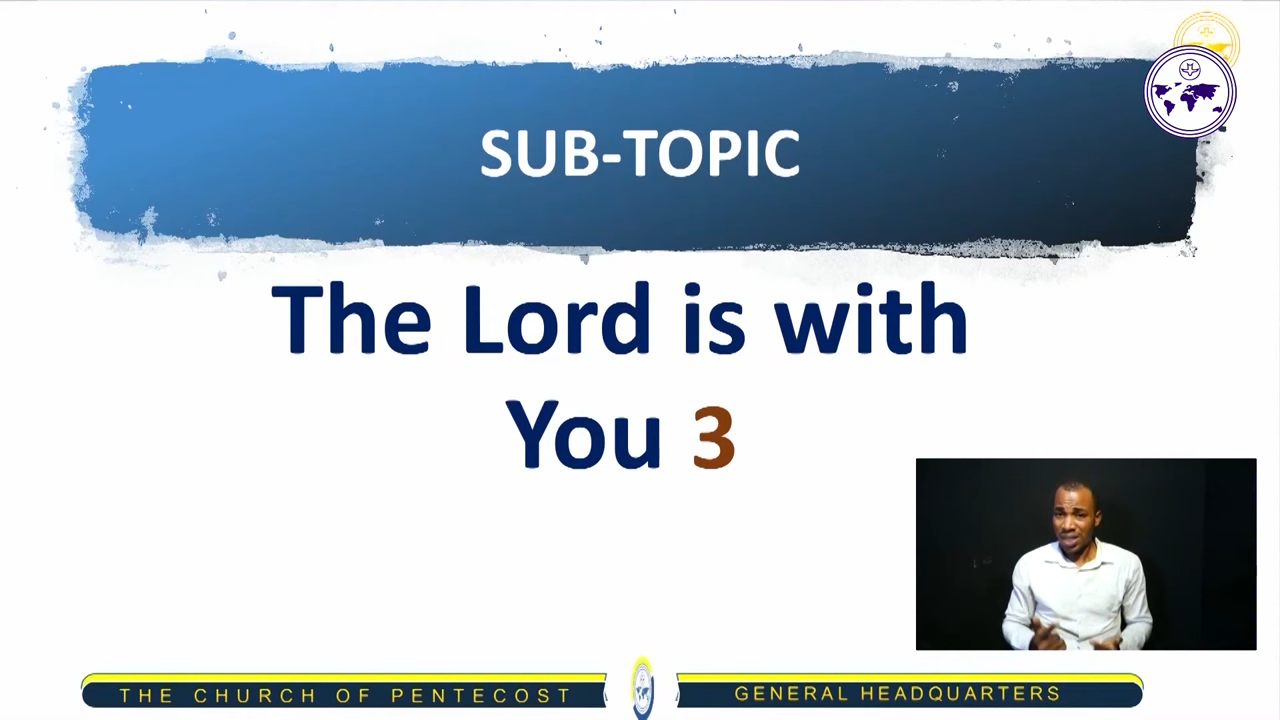 SUB-TOPIC
The Lord is with
You 3
THE CHURCH OF PENTECOST
GENERAL HEADQUARTERS